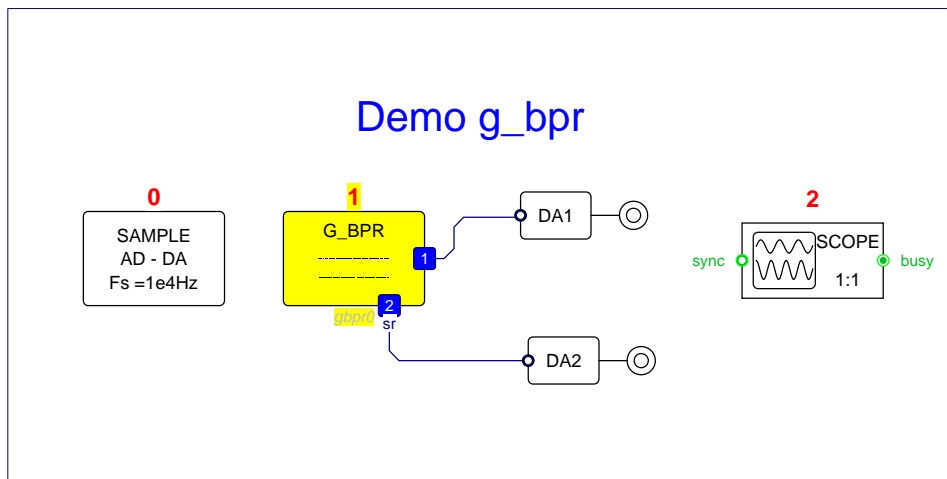 Demo g_bpr
0
SAMPLE
AD - DA
Fs =1e4Hz
1
G_BPR
1
2
gbpr0
sr
DA1
DA2
2
SCOPE
1:1
sync
busy